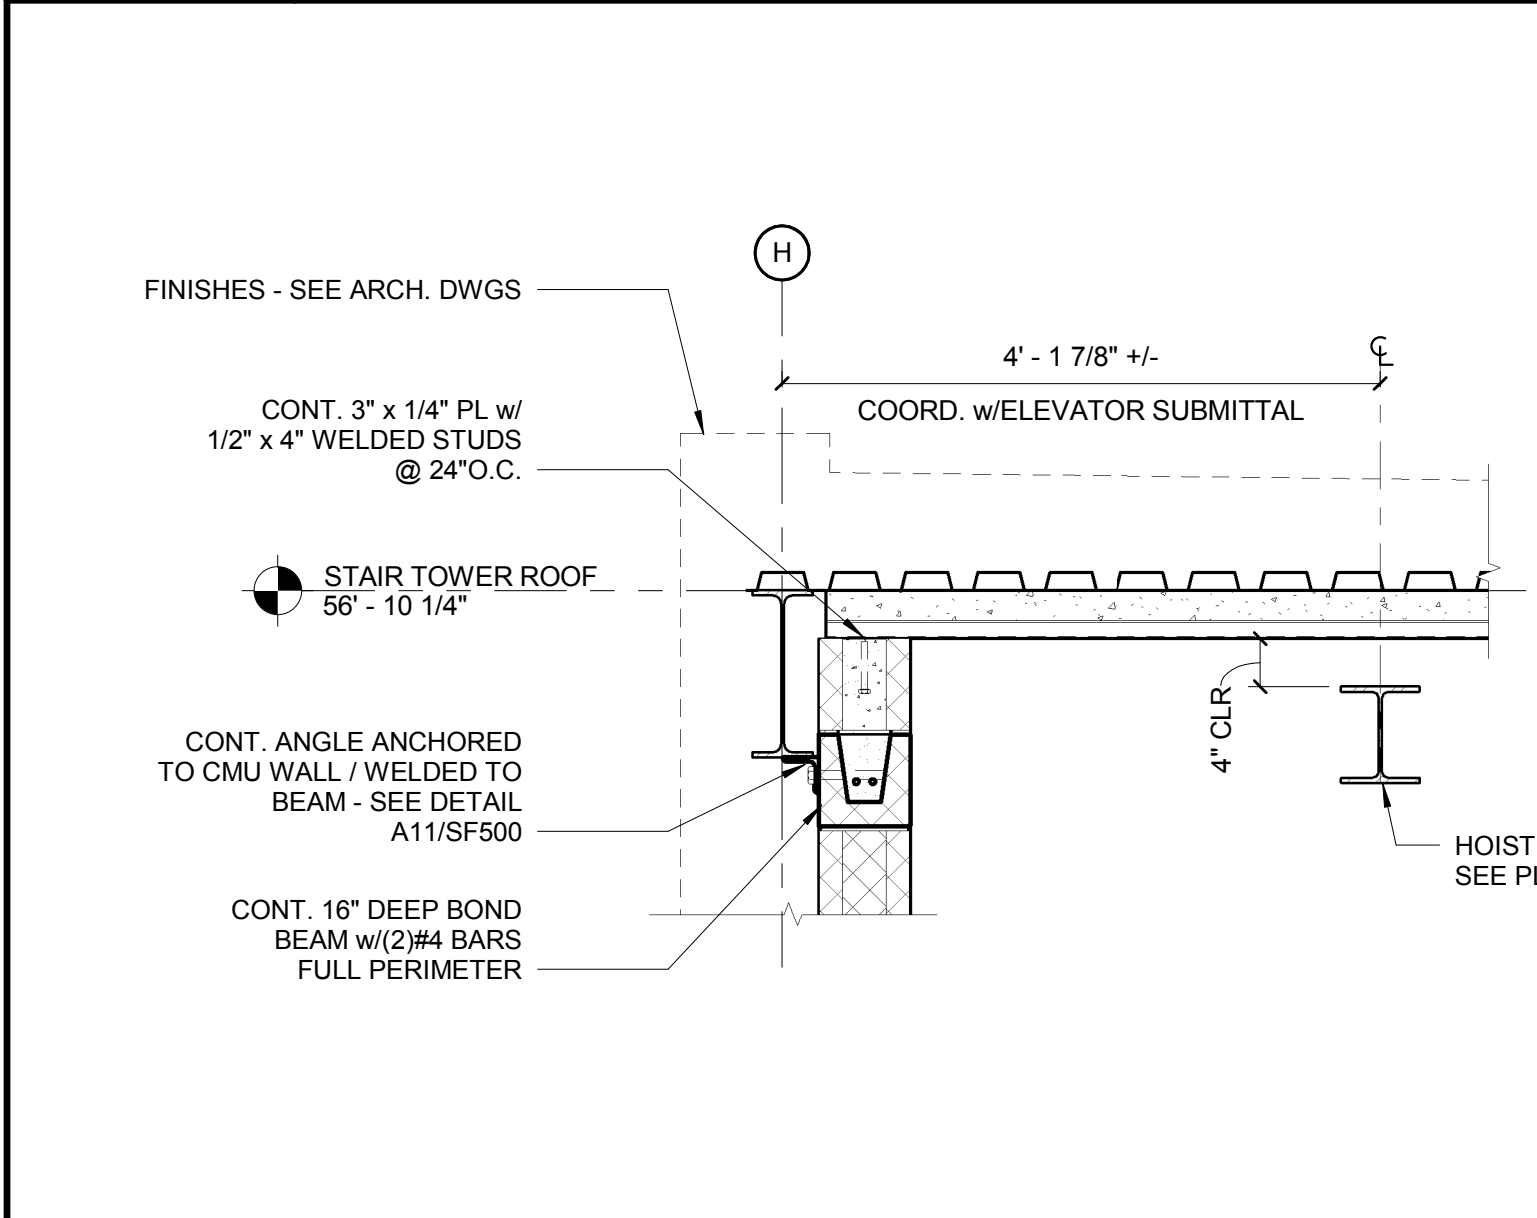 H
FINISHES - SEE ARCH. DWGS
4' - 1 7/8" +/-
COORD. w/ELEVATOR SUBMITTAL
CONT. 3" x 1/4" PL w/
1/2" x 4" WELDED STUDS
@ 24"O.C.
STAIR TOWER ROOF
56' - 10 1/4"
4" CLR
CONT. ANGLE ANCHORED
TO CMU WALL / WELDED TO
BEAM - SEE DETAIL
A11/SF500
HOIST
SEE PL
CONT. 16" DEEP BOND
BEAM w/(2)#4 BARS
FULL PERIMETER